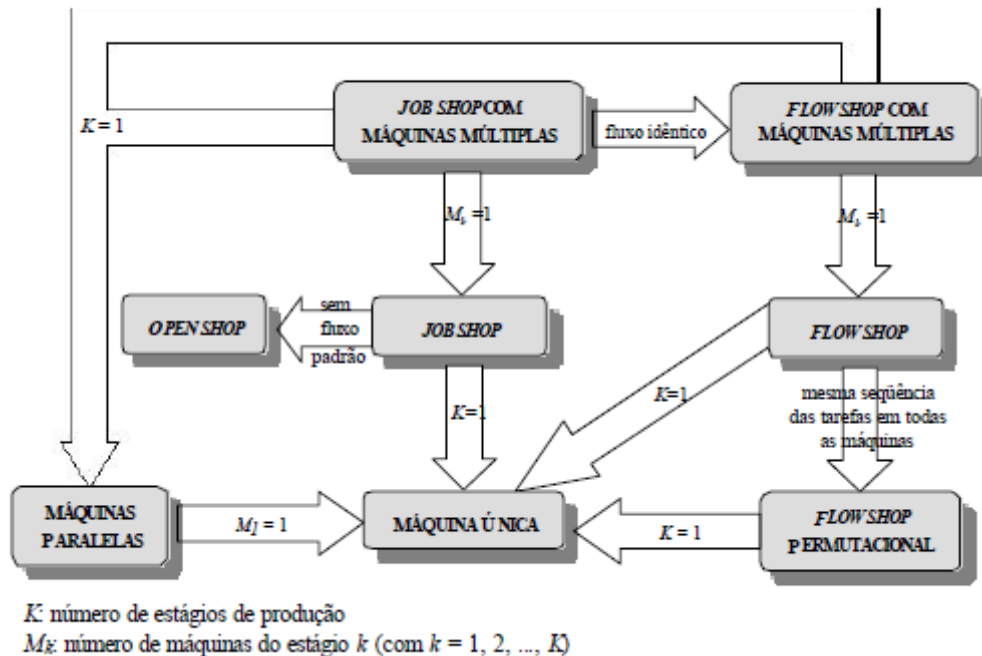 JOB SHOP COM
MÁQUINAS MÚLTIPLAS
FLOW SHOP COM
MÁQUINAS MÚLTIPLAS
K = 1
fluxo idêntico
Mk =1
Mk =1
OPEN SHOP
sem
fluxo
padrão
JOB SHOP
FLOW SHOP
K=1
K=1
mesma seqüência
das tarefas em todas
as máquinas
MÁQUINAS
PARALELAS
M1 = 1
MÁQUINA ÚNICA
K = 1
FLOW SHOP
PERMUTACIONAL
K: número de estágios de produção
Mk: número de máquinas do estágio k (com k = 1, 2, ..., K)